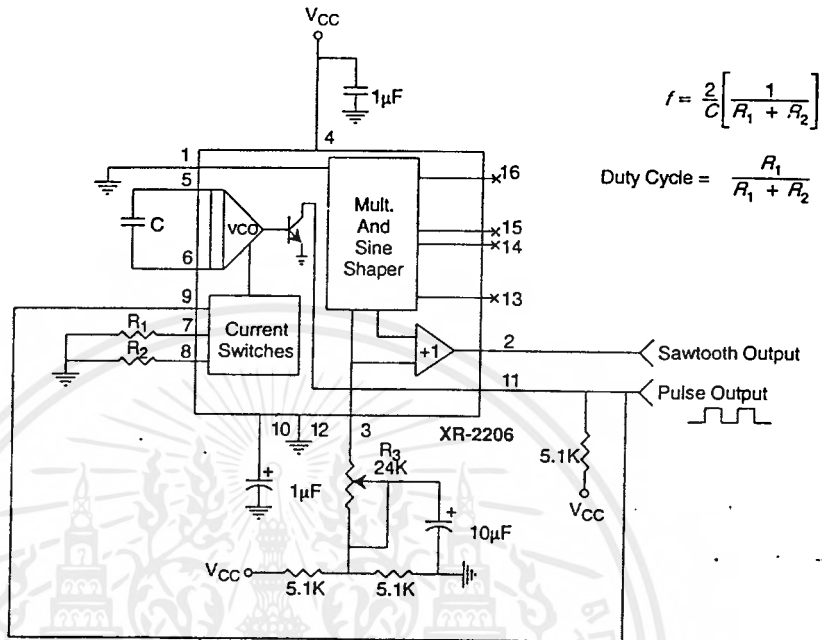 VCC
1µF
4
f = 2/C [ 1 / (R1 + R2) ]
Duty Cycle = R1 / (R1 + R2)
1
16
5
C
VCO
Mult.
And
Sine
Shaper
15
14
6
9
13
R1
7
Current
Switches
R2
8
+1
2
Sawtooth Output
11
Pulse Output
10
12
3
XR-2206
R3
24K
5.1K
1µF
VCC
10µF
VCC
5.1K
5.1K